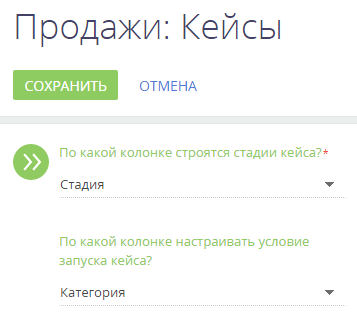 Продажи: Кейсы
СОХРАНИТЬ ОТМЕНА
По какой колонке строятся стадии кейса?*
Стадия
По какой колонке настраивать условие
запуска кейса?
Категория